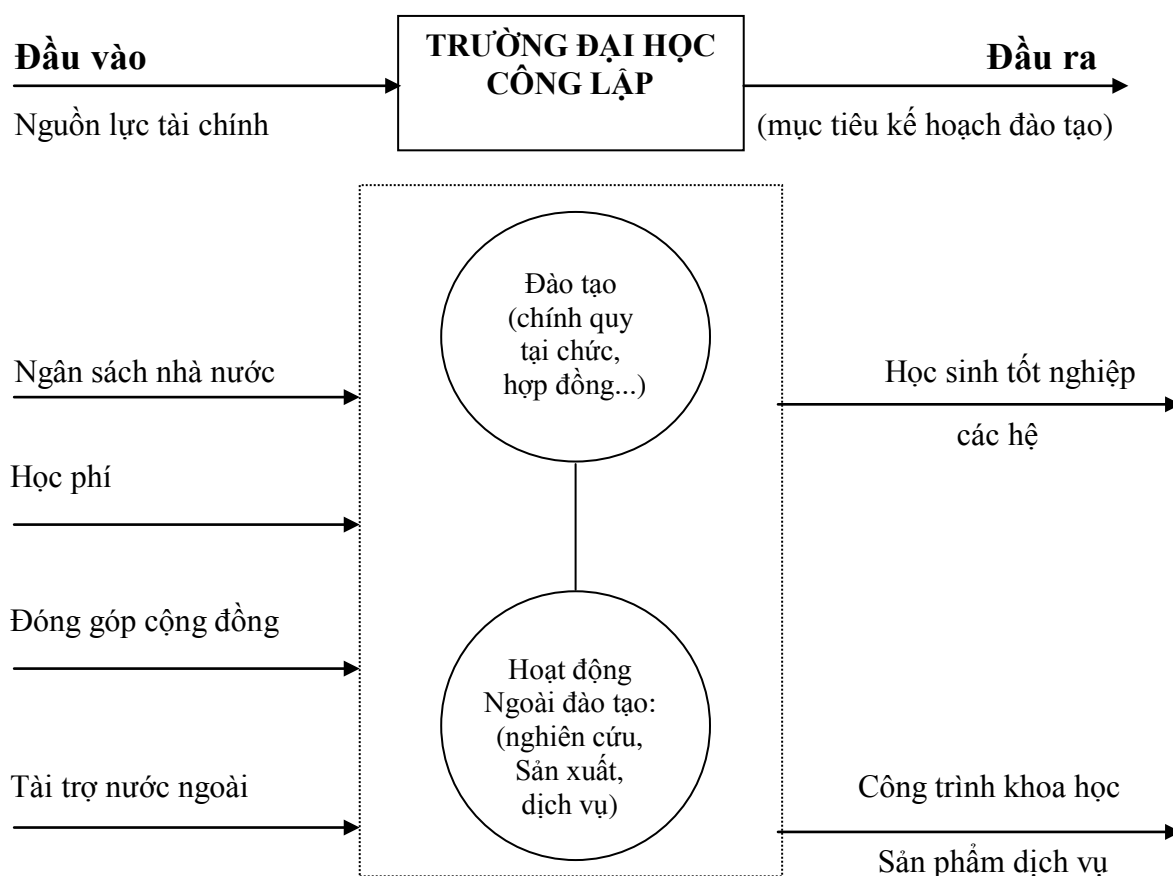 Đầu vào
TRƯỜNG ĐẠI HỌC
CÔNG LẬP
Đầu ra
Nguồn lực tài chính
(mục tiêu kế hoạch đào tạo)
Đào tạo
(chính quy
tại chức,
hợp đồng...)
Ngân sách nhà nước
Học sinh tốt nghiệp
các hệ
Học phí
Đóng góp cộng đồng
Hoạt động
Ngoài đào tạo:
(nghiên cứu,
Sản xuất,
dịch vụ)
Tài trợ nước ngoài
Công trình khoa học
Sản phẩm dịch vụ